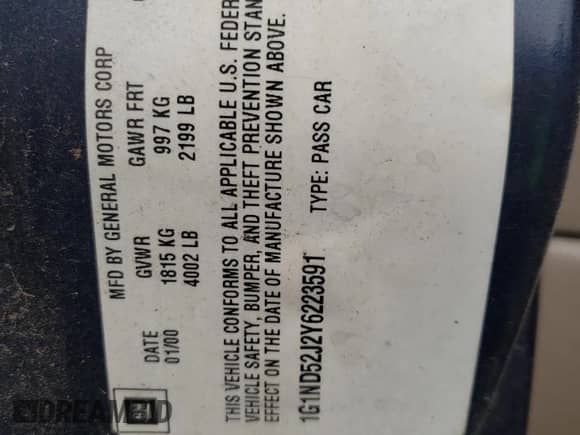 MFD BY GENERAL MOTORS CORP
DATE GVWR GAWR FRT
01/00 1815 KG 997 KG
4002 LB 2199 LB
THIS VEHICLE CONFORMS TO ALL APPLICABLE U.S. FEDER
VEHICLE SAFETY, BUMPER, AND THEFT PREVENTION STAN
EFFECT ON THE DATE OF MANUFACTURE SHOWN ABOVE.
1G1ND52J2Y6223591 TYPE: PASS CAR